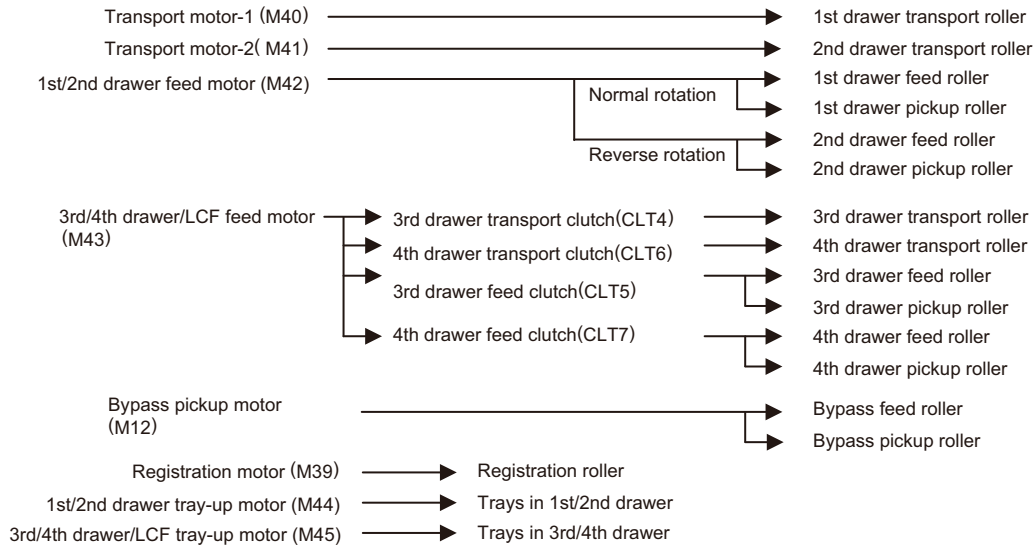 Transport motor-1 (M40) 1st drawer transport roller
Transport motor-2( M41) 2nd drawer transport roller
1st/2nd drawer feed motor (M42) 1st drawer feed roller
Normal rotation
1st drawer pickup roller
2nd drawer feed roller
Reverse rotation
2nd drawer pickup roller
3rd/4th drawer/LCF feed motor 3rd drawer transport clutch(CLT4) 3rd drawer transport roller
(M43)
4th drawer transport clutch(CLT6) 4th drawer transport roller
3rd drawer feed clutch(CLT5) 3rd drawer feed roller
3rd drawer pickup roller
4th drawer feed clutch(CLT7) 4th drawer feed roller
4th drawer pickup roller
Bypass pickup motor Bypass feed roller
(M12)
Bypass pickup roller
Registration motor (M39) Registration roller
1st/2nd drawer tray-up motor (M44) Trays in 1st/2nd drawer
3rd/4th drawer/LCF tray-up motor (M45) Trays in 3rd/4th drawer